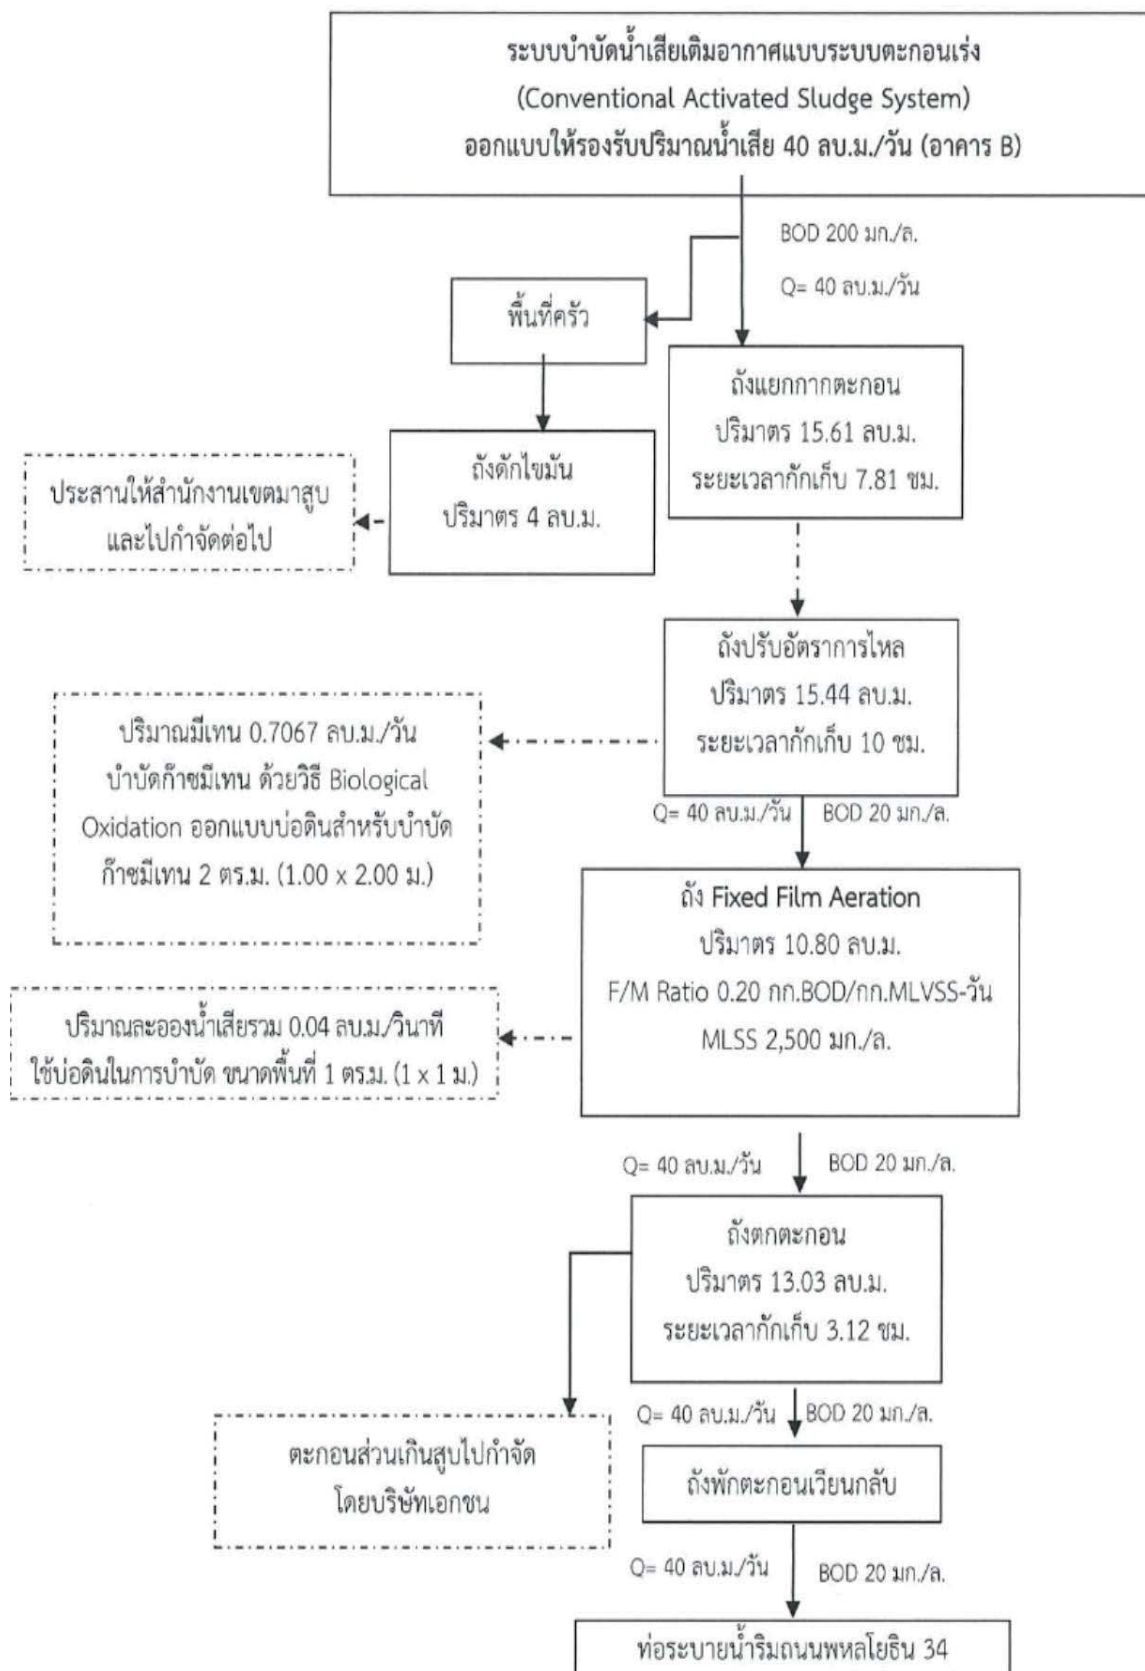 ระบบบำบัดน้ำเสียเติมอากาศแบบระบบตะกอนเร่ง
(Conventional Activated Sludge System)
ออกแบบให้รองรับปริมาณน้ำเสีย 40 ลบ.ม./วัน (อาคาร B)
BOD 200 มก./ล.
Q= 40 ลบ.ม./วัน
พื้นที่ครัว
ถังแยกกากตะกอน
ปริมาตร 15.61 ลบ.ม.
ระยะเวลากักเก็บ 7.81 ชม.
ถังดักไขมัน
ปริมาตร 4 ลบ.ม.
ประสานให้สำนักงานเขตมาสูบ
และไปกำจัดต่อไป
ถังปรับอัตราการไหล
ปริมาตร 15.44 ลบ.ม.
ระยะเวลากักเก็บ 10 ชม.
ปริมาณมีเทน 0.7067 ลบ.ม./วัน
บำบัดก๊าซมีเทน ด้วยวิธี Biological
Oxidation ออกแบบบ่อดินสำหรับบำบัด
ก๊าซมีเทน 2 ตร.ม. (1.00 x 2.00 ม.)
Q= 40 ลบ.ม./วัน BOD 20 มก./ล.
ถัง Fixed Film Aeration
ปริมาตร 10.80 ลบ.ม.
F/M Ratio 0.20 กก.BOD/กก.MLVSS-วัน
MLSS 2,500 มก./ล.
ปริมาณละอองน้ำเสียรวม 0.04 ลบ.ม./วินาที
ใช้บ่อดินในการบำบัด ขนาดพื้นที่ 1 ตร.ม. (1 x 1 ม.)
Q= 40 ลบ.ม./วัน BOD 20 มก./ล.
ถังตกตะกอน
ปริมาตร 13.03 ลบ.ม.
ระยะเวลากักเก็บ 3.12 ชม.
Q= 40 ลบ.ม./วัน BOD 20 มก./ล.
ตะกอนส่วนเกินสูบไปกำจัด
โดยบริษัทเอกชน
ถังพักตะกอนเวียนกลับ
Q= 40 ลบ.ม./วัน BOD 20 มก./ล.
ท่อระบายน้ำริมถนนพหลโยธิน 34